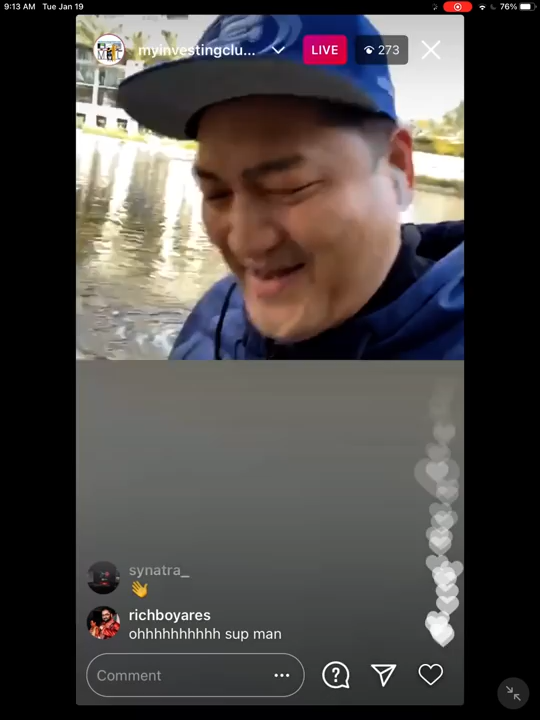 9:13 AM Tue Jan 19
76%
myinvestingclu...
LIVE
273
synatra_
👋
richboyares
ohhhhhhhhhh sup man
Comment